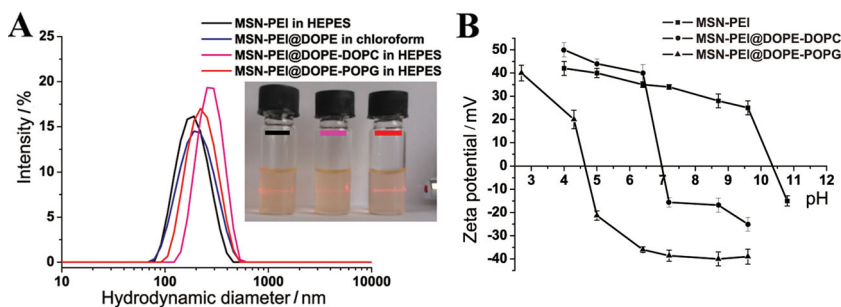 A
MSN-PEI in HEPES
MSN-PEI@DOPE in chloroform
MSN-PEI@DOPE-DOPC in HEPES
MSN-PEI@DOPE-POPG in HEPES
Intensity / %
25
20
15
10
5
0
10 100 1000 10000
Hydrodynamic diameter / nm
B
MSN-PEI
MSN-PEI@DOPE-DOPC
MSN-PEI@DOPE-POPG
Zeta potential / mV
50
40
30
20
10
0
-10
-20
-30
-40
3 4 5 6 7 8 9 10 11 12
pH